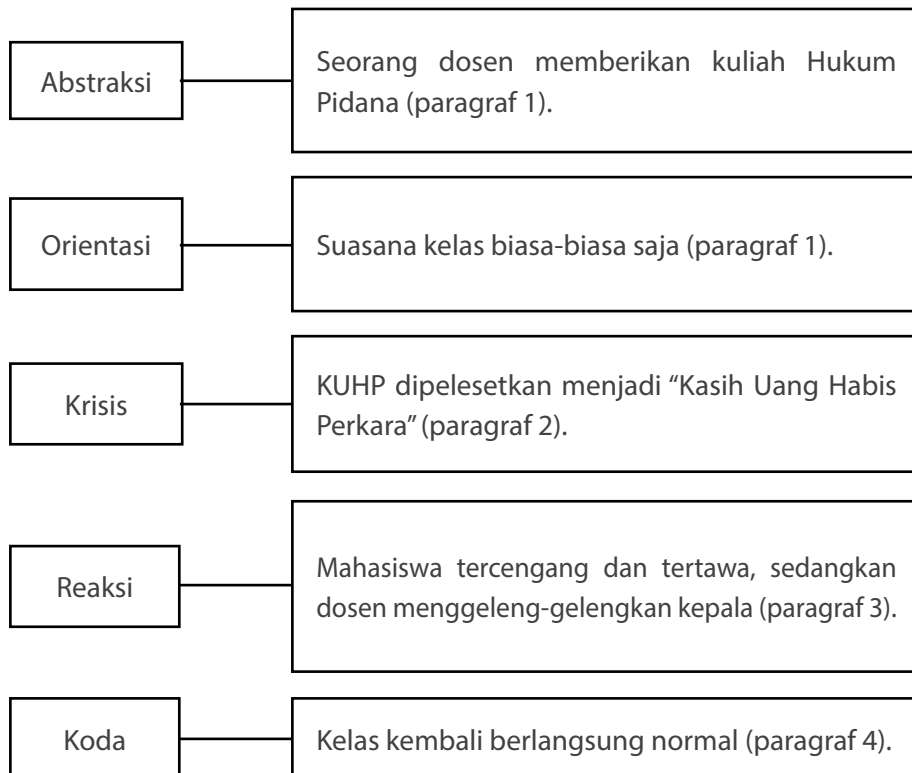 Abstraksi
Seorang dosen memberikan kuliah Hukum
Pidana (paragraf 1).
Orientasi
Suasana kelas biasa-biasa saja (paragraf 1).
Krisis
KUHP dipelesetkan menjadi “Kasih Uang Habis
Perkara” (paragraf 2).
Reaksi
Mahasiswa tercengang dan tertawa, sedangkan
dosen menggeleng-gelengkan kepala (paragraf 3).
Koda
Kelas kembali berlangsung normal (paragraf 4).